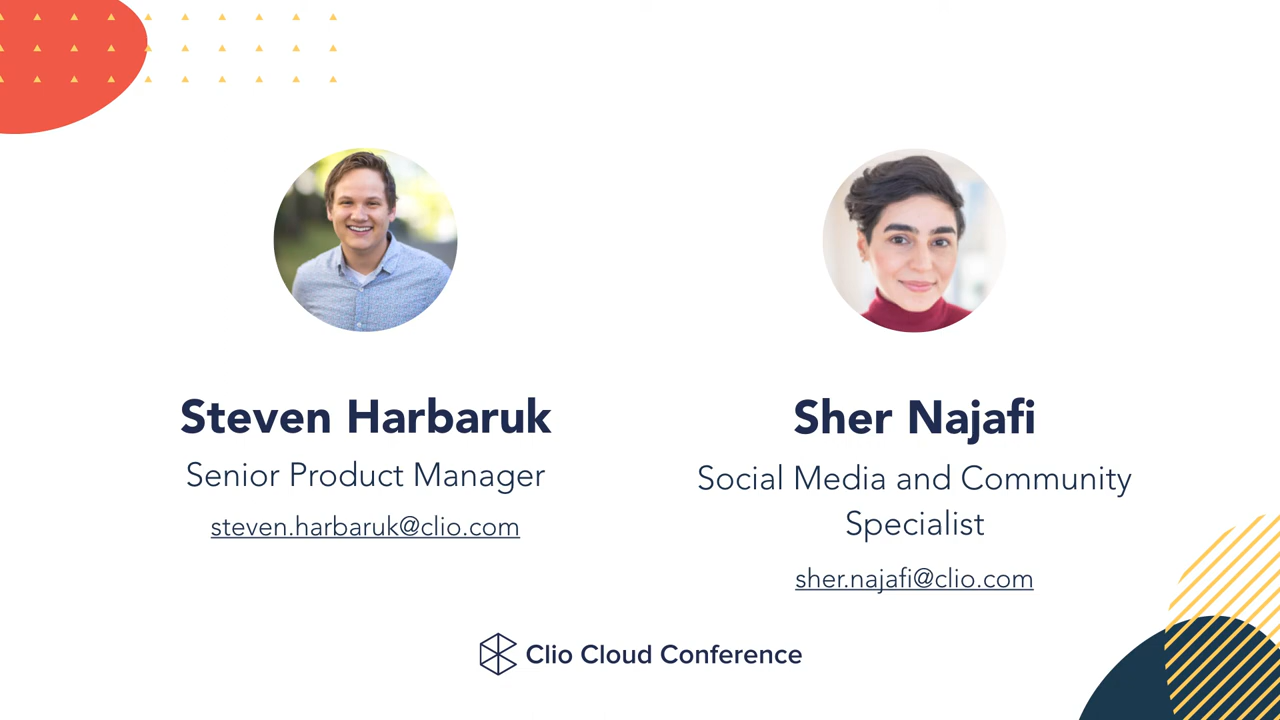 Steven Harbaruk
Senior Product Manager
steven.harbaruk@clio.com
Sher Najafi
Social Media and Community
Specialist
sher.najafi@clio.com
Clio Cloud Conference